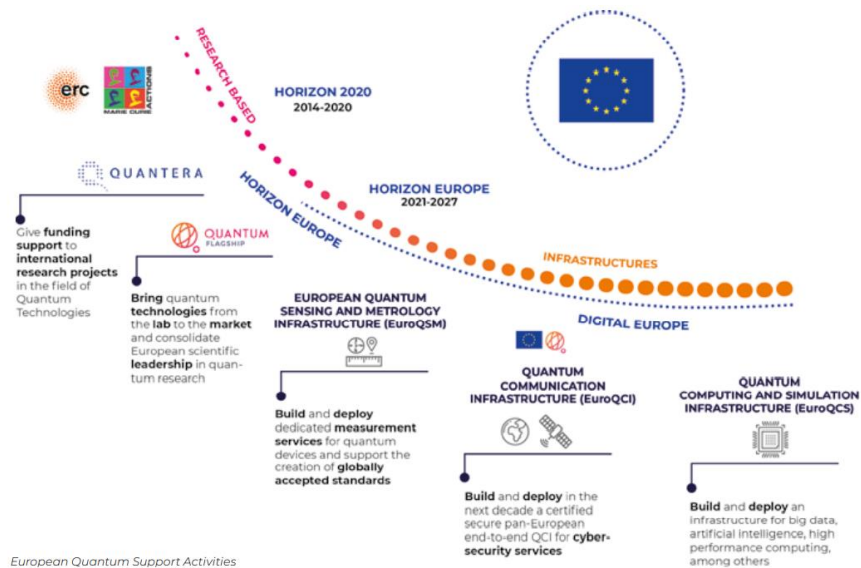 RESEARCH BASED
erc
MARIE CURIE
ACTIONS
HORIZON 2020
2014-2020
QUANTERA
HORIZON EUROPE
HORIZON EUROPE
2021-2027
INFRASTRUCTURES
DIGITAL EUROPE
Give funding
support to
international
research projects
in the field of
Quantum
Technologies
QUANTUM
FLAGSHIP
Bring quantum
technologies from
the lab to the market
and consolidate
European scientific
leadership in quan-
tum research
EUROPEAN QUANTUM
SENSING AND METROLOGY
INFRASTRUCTURE (EuroQSM)
Build and deploy
dedicated measurement
services for quantum
devices and support the
creation of globally
accepted standards
QUANTUM
COMMUNICATION
INFRASTRUCTURE (EuroQCI)
Build and deploy in the
next decade a certified
secure pan-European
end-to-end QCI for cyber-
security services
QUANTUM
COMPUTING AND SIMULATION
INFRASTRUCTURE (EuroQCS)
Build and deploy an
infrastructure for big data,
artificial intelligence, high
performance computing,
among others
European Quantum Support Activities